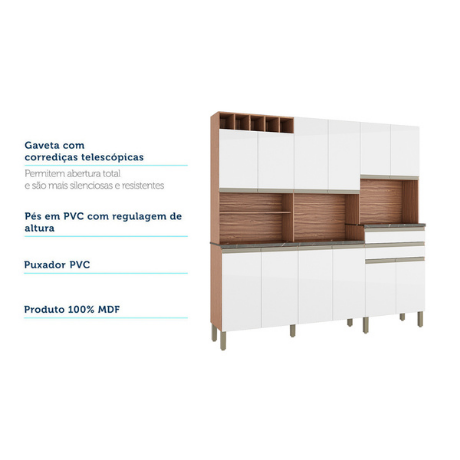 Gaveta com
corrediças telescópicas
Permitem abertura total
e são mais silenciosas e resistentes
Pés em PVC com regulagem de
altura
Puxador PVC
Produto 100% MDF